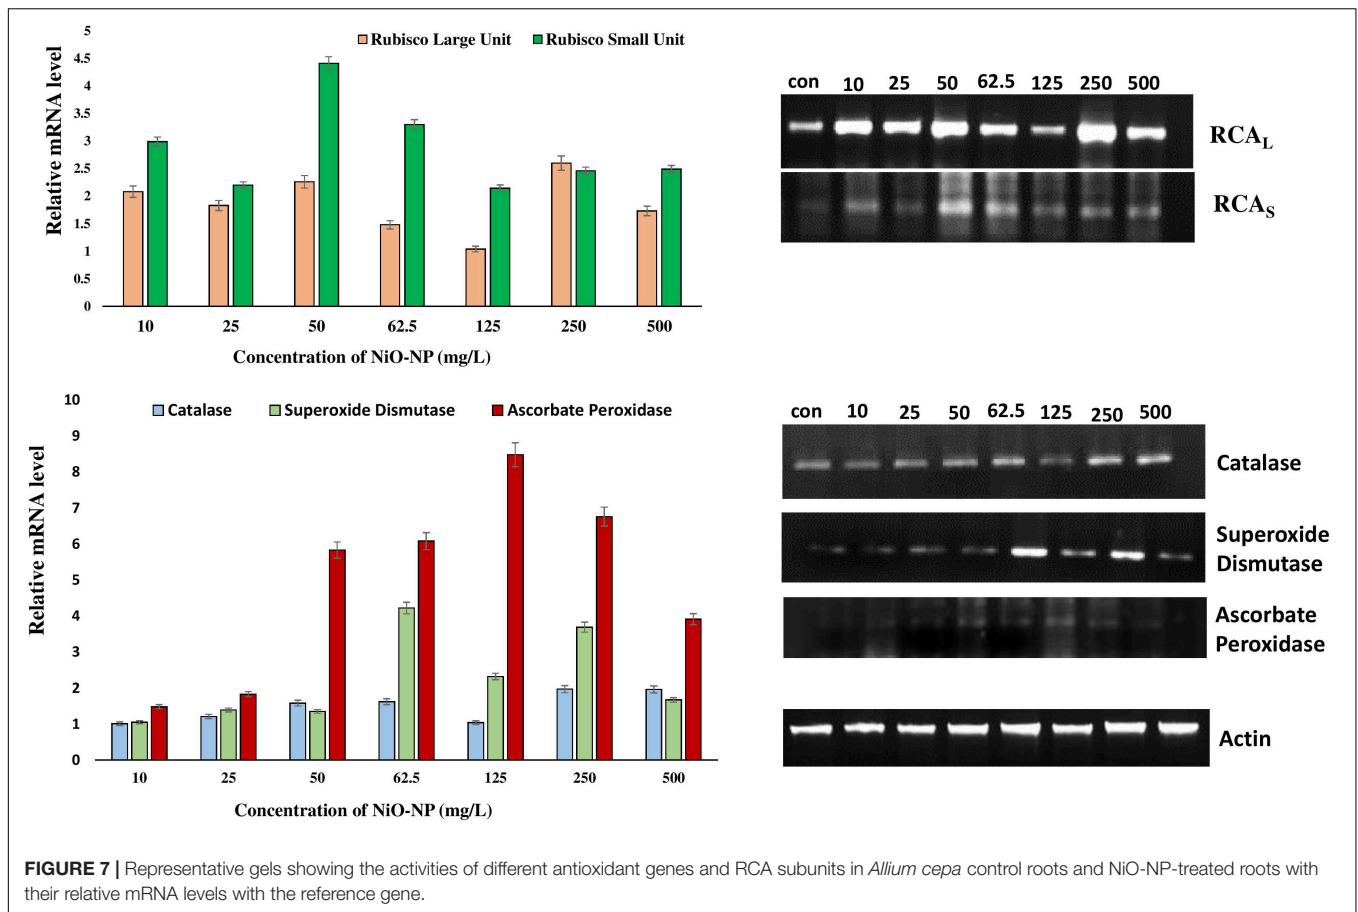 5
4.5
4
3.5
3
2.5
2
1.5
1
0.5
0
Relative mRNA level
Rubisco Large Unit Rubisco Small Unit
10 25 50 62.5 125 250 500
Concentration of NiO-NP (mg/L)
con 10 25 50 62.5 125 250 500
RCAL
RCAS
10
9
8
7
6
5
4
3
2
1
0
Relative mRNA level
Catalase Superoxide Dismutase Ascorbate Peroxidase
10 25 50 62.5 125 250 500
Concentration of NiO-NP (mg/L)
con 10 25 50 62.5 125 250 500
Catalase
Superoxide
Dismutase
Ascorbate
Peroxidase
Actin
FIGURE 7 | Representative gels showing the activities of different antioxidant genes and RCA subunits in Allium cepa control roots and NiO-NP-treated roots with
their relative mRNA levels with the reference gene.